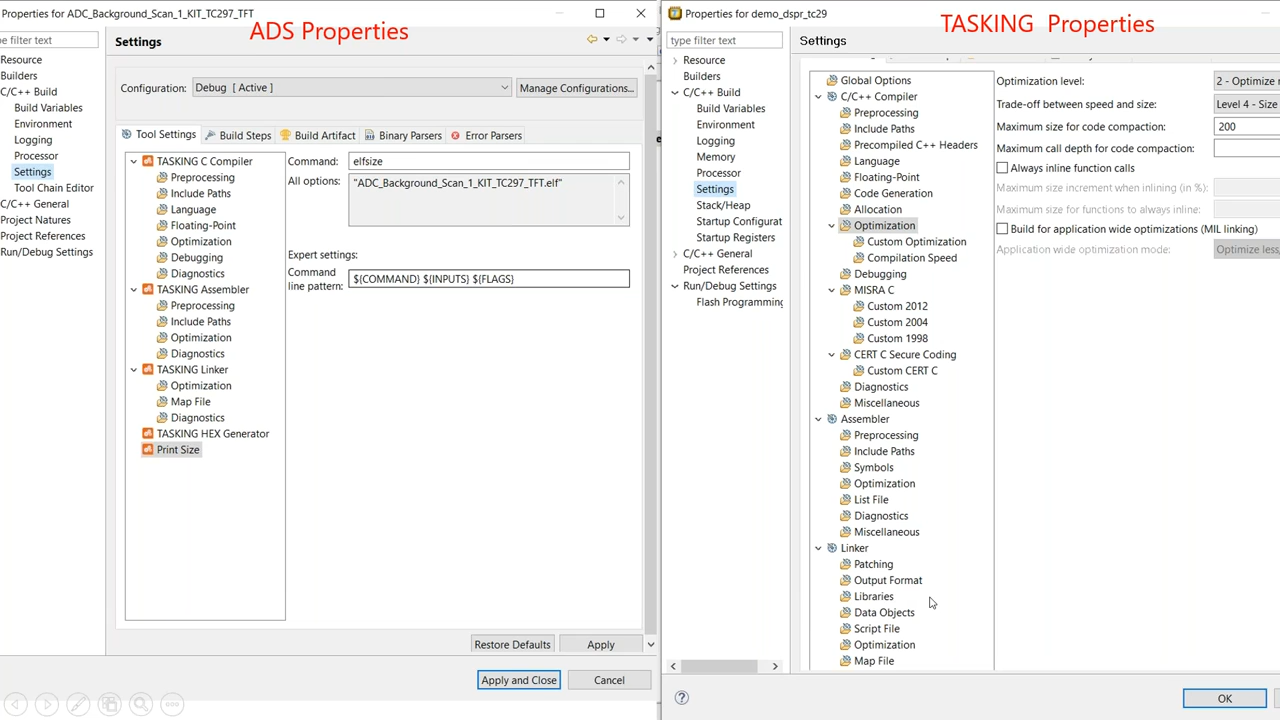 Properties for ADC_Background_Scan_1_KIT_TC297_TFT
ADS Properties
Settings
Resource
Builders
C/C++ Build
Build Variables
Environment
Logging
Processor
Settings
Tool Chain Editor
C/C++ General
Project Natures
Project References
Run/Debug Settings
Configuration:
Debug [ Active ]
Manage Configurations...
Tool Settings
Build Steps
Build Artifact
Binary Parsers
Error Parsers
TASKING C Compiler
Preprocessing
Include Paths
Language
Floating-Point
Optimization
Debugging
Diagnostics
TASKING Assembler
Preprocessing
Include Paths
Optimization
Diagnostics
TASKING Linker
Optimization
Map File
Diagnostics
TASKING HEX Generator
Print Size
Command:
elfsize
All options:
"ADC_Background_Scan_1_KIT_TC297_TFT.elf"
Expert settings:
Command
line pattern:
${COMMAND} ${INPUTS} ${FLAGS}
Restore Defaults
Apply
Apply and Close
Cancel
Properties for demo_dspr_tc29
TASKING Properties
type filter text
Settings
Resource
Builders
C/C++ Build
Build Variables
Environment
Logging
Memory
Processor
Settings
Stack/Heap
Startup Configurat
Startup Registers
C/C++ General
Project References
Run/Debug Settings
Flash Programming
Global Options
C/C++ Compiler
Preprocessing
Include Paths
Precompiled C++ Headers
Language
Floating-Point
Code Generation
Allocation
Optimization
Custom Optimization
Compilation Speed
Debugging
MISRA C
Custom 2012
Custom 2004
Custom 1998
CERT C Secure Coding
Custom CERT C
Diagnostics
Miscellaneous
Assembler
Preprocessing
Include Paths
Symbols
Optimization
List File
Diagnostics
Miscellaneous
Linker
Patching
Output Format
Libraries
Data Objects
Script File
Optimization
Map File
Optimization level:
2 - Optimize
Trade-off between speed and size:
Level 4 - Size
Maximum size for code compaction:
200
Maximum call depth for code compaction:
Always inline function calls
Maximum size increment when inlining (in %):
Maximum size for functions to always inline:
Build for application wide optimizations (MIL linking)
Application wide optimization mode:
Optimize less
OK